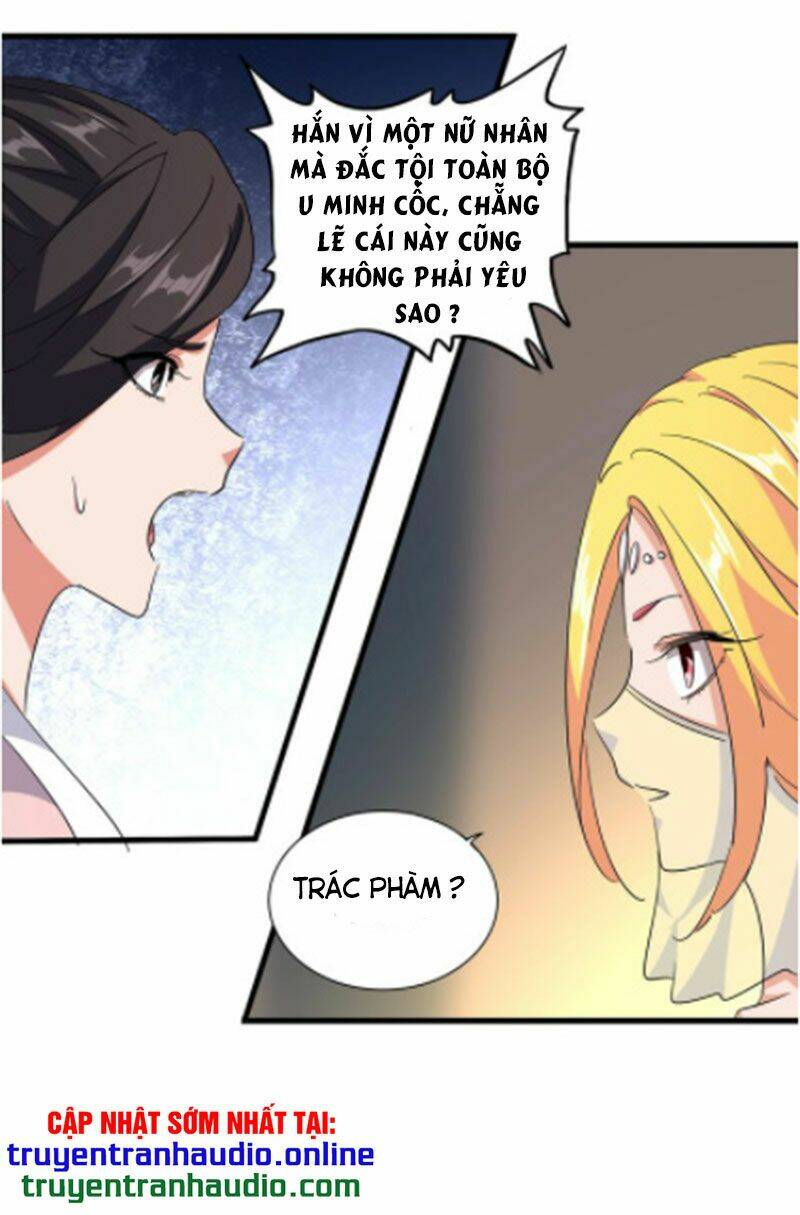 HẮN VÌ MỘT NỮ NHÂN
MÀ ĐẮC TỘI TOÀN BỘ
U MINH CỐC, CHẲNG
LẼ CÁI NÀY CŨNG
KHÔNG PHẢI YÊU
SAO ?
TRÁC PHÀM ?
CẬP NHẬT SỚM NHẤT TẠI:
truyentranhaudio.online
truyentranhaudio.com